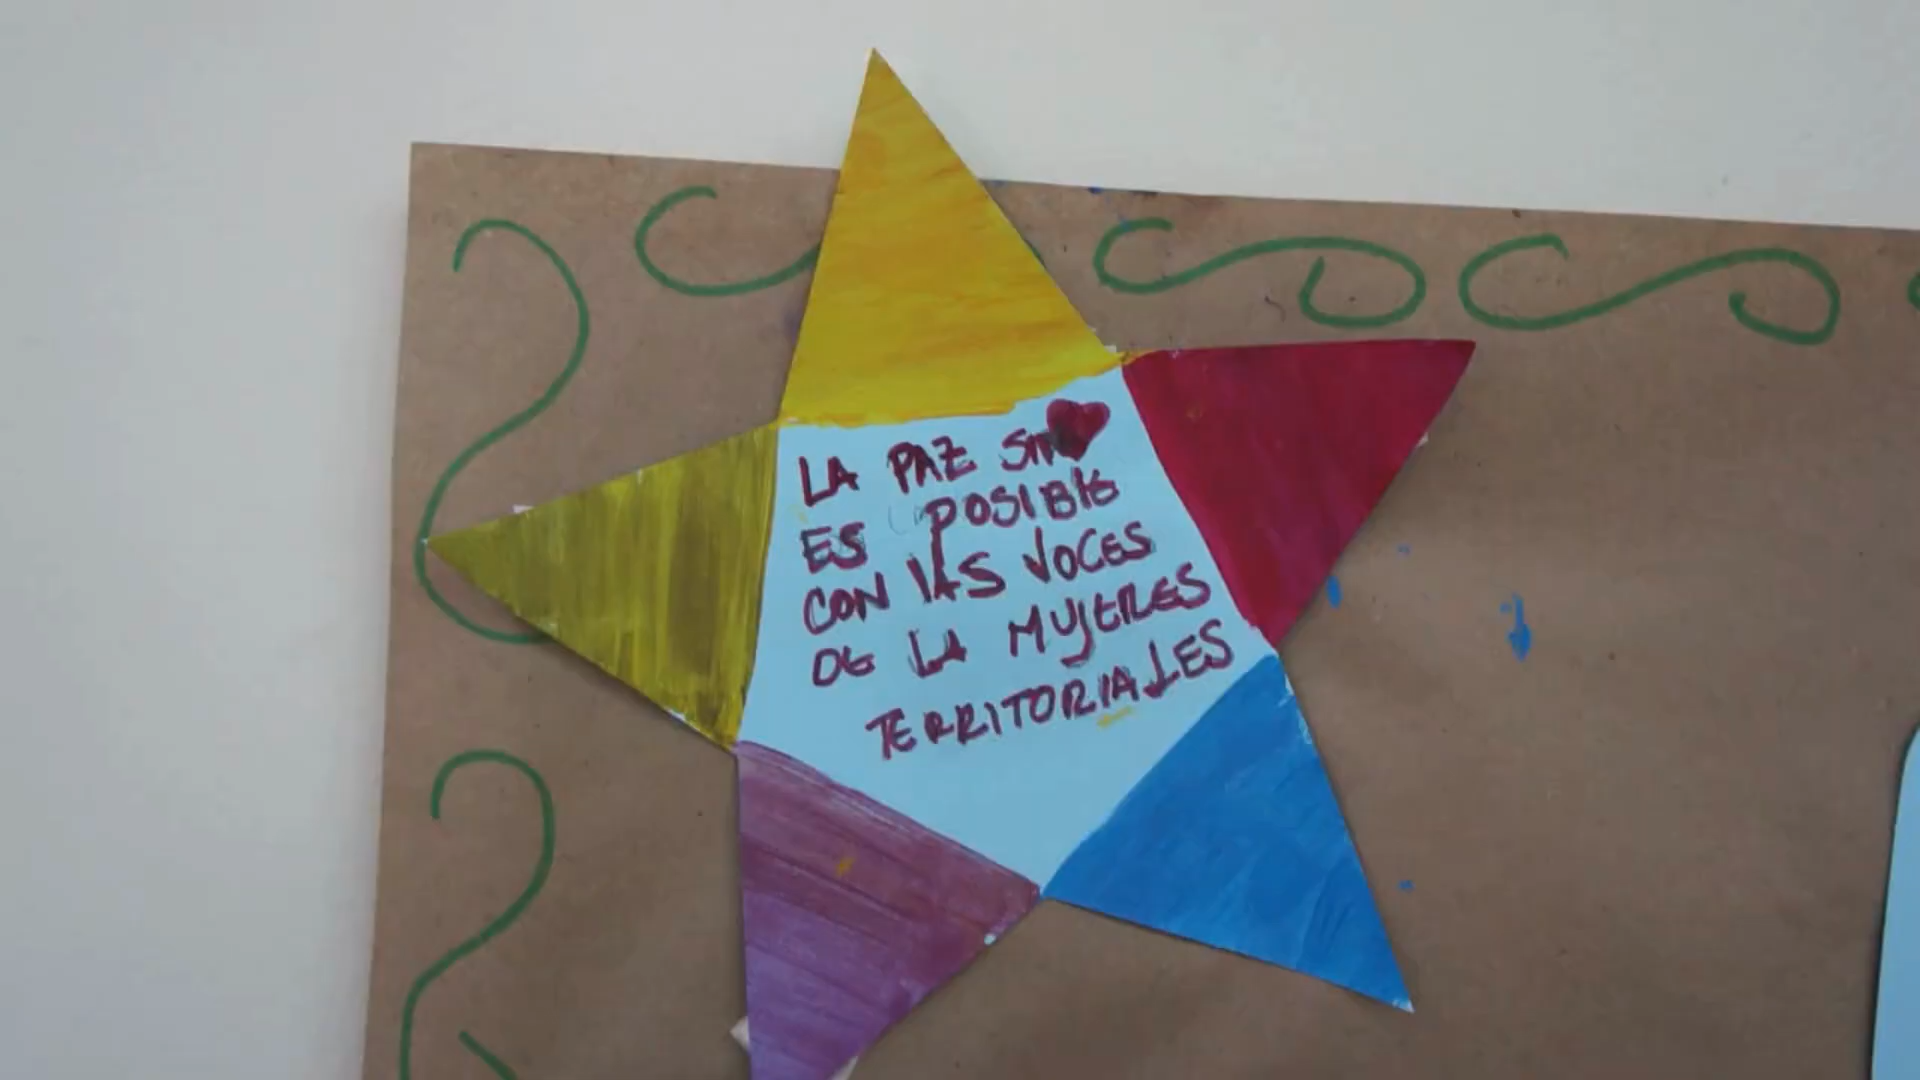 LA PAZ SI
ES POSIBLE
CON LAS VOCES
DE LA MUJERES
TERRITORIALES